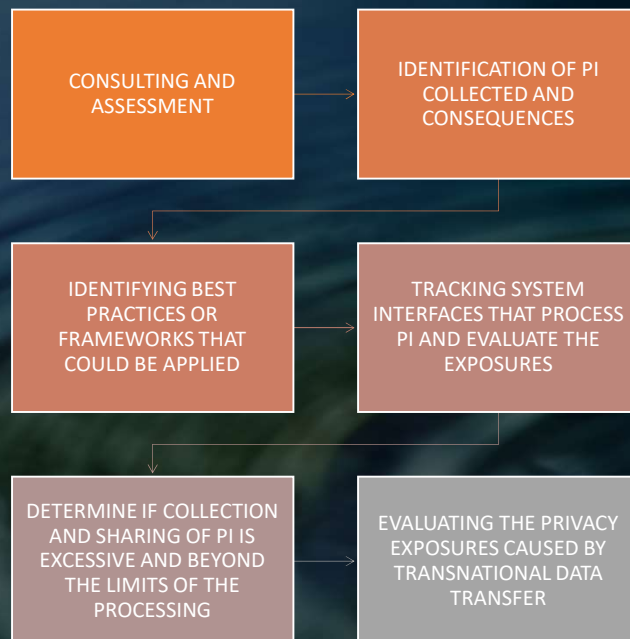 CONSULTING AND
ASSESSMENT
IDENTIFICATION OF PI
COLLECTED AND
CONSEQUENCES
IDENTIFYING BEST
PRACTICES OR
FRAMEWORKS THAT
COULD BE APPLIED
TRACKING SYSTEM
INTERFACES THAT PROCESS
PI AND EVALUATE THE
EXPOSURES
DETERMINE IF COLLECTION
AND SHARING OF PI IS
EXCESSIVE AND BEYOND
THE LIMITS OF THE
PROCESSING
EVALUATING THE PRIVACY
EXPOSURES CAUSED BY
TRANSNATIONAL DATA
TRANSFER